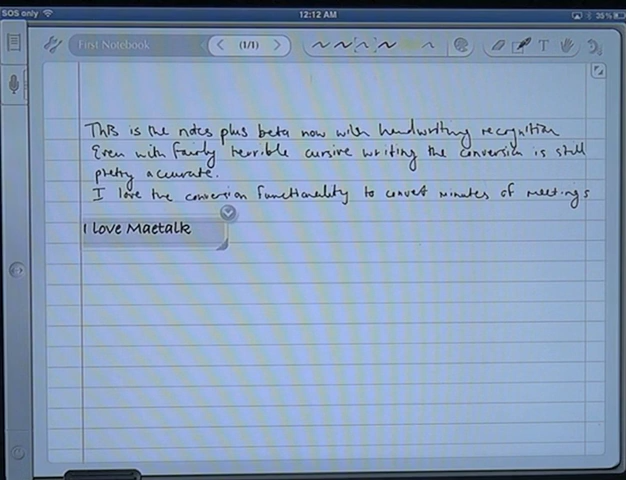 SOS only 12:12 AM 35%
First Notebook (1/1) T
This is the notes plus beta now with handwriting recognition
Even with fairly terrible cursive writing the conversion is still
pretty accurate.
I love the conversion functionality to convert minutes of meetings
I love Maetalk